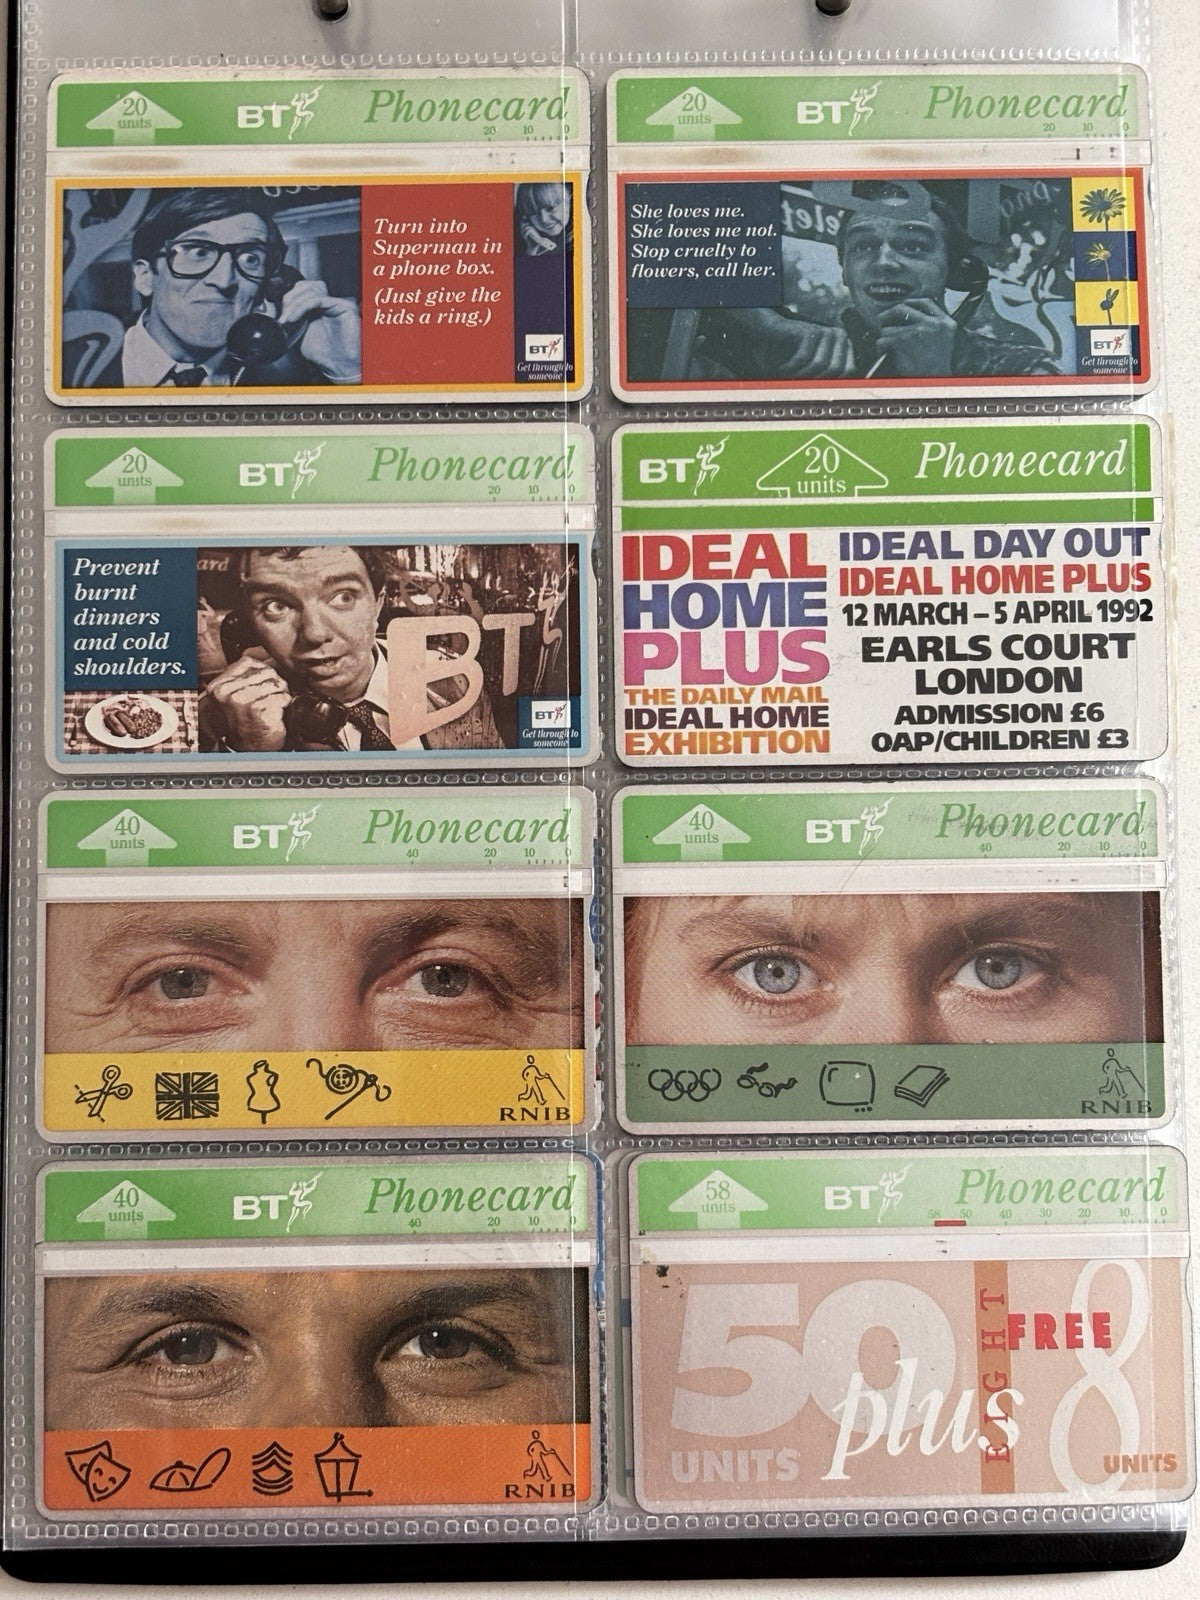 20
units
BT
Phonecard
20 10 0
Turn into
Superman in
a phone box.
(Just give the
kids a ring.)
BT
Get through to
someone
20
units
BT
Phonecard
20 10 0
She loves me.
She loves me not.
Stop cruelty to
flowers, call her.
BT
Get through to
someone
20
units
BT
Phonecard
20 10 0
Prevent
burnt
dinners
and cold
shoulders.
ard
BT
BT
Get through to
someone
BT
20
units
Phonecard
IDEAL
HOME
PLUS
THE DAILY MAIL
IDEAL HOME
EXHIBITION
IDEAL DAY OUT
IDEAL HOME PLUS
12 MARCH – 5 APRIL 1992
EARLS COURT
LONDON
ADMISSION £6
OAP/CHILDREN £3
40
units
BT
Phonecard
40 20 10 0
RNIB
40
units
BT
Phonecard
40 20 10 0
RNIB
40
units
BT
Phonecard
40 20 10 0
RNIB
58
units
BT
Phonecard
58 50 40 30 20 10 0
50
UNITS
plus
EIGHT
FREE
8
UNITS